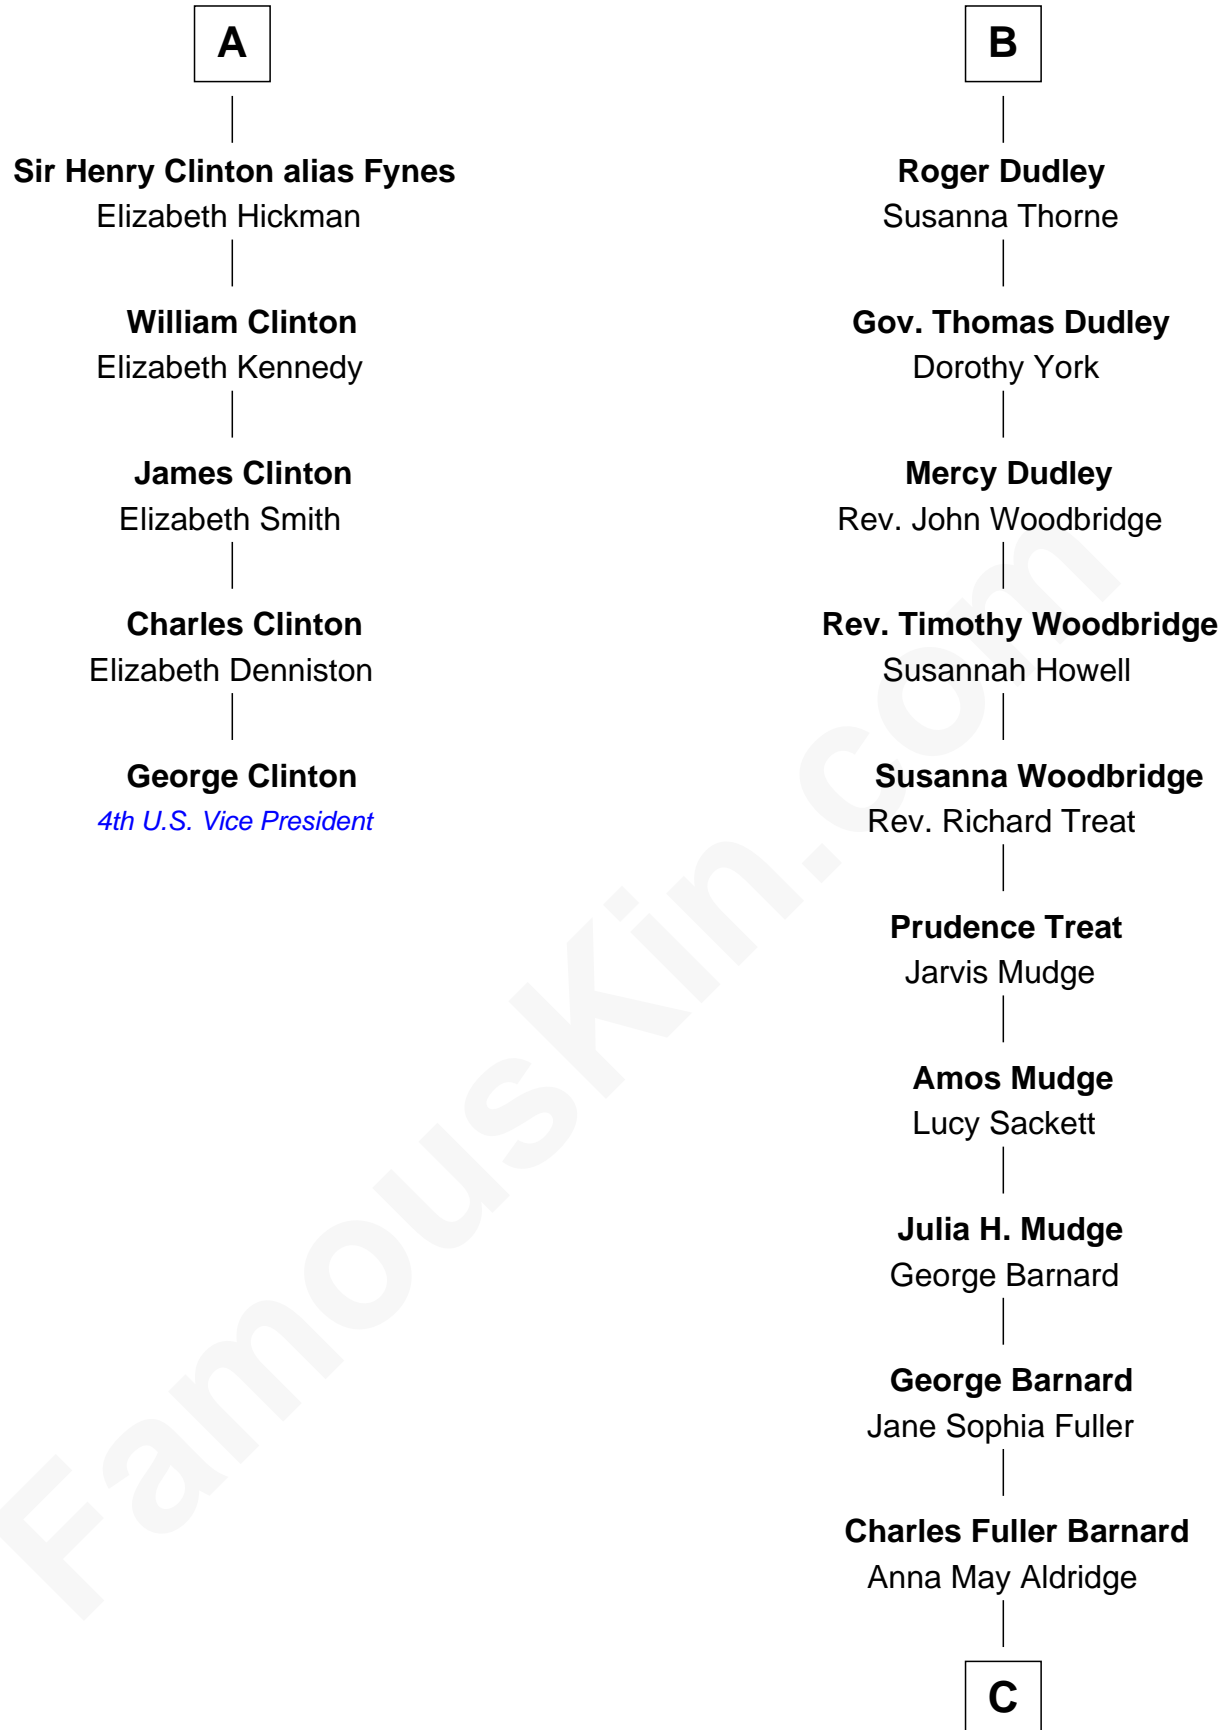 A
Sir Henry Clinton alias Fynes
Elizabeth Hickman
William Clinton
Elizabeth Kennedy
James Clinton
Elizabeth Smith
Charles Clinton
Elizabeth Denniston
George Clinton
4th U.S. Vice President
B
Roger Dudley
Susanna Thorne
Gov. Thomas Dudley
Dorothy York
Mercy Dudley
Rev. John Woodbridge
Rev. Timothy Woodbridge
Susannah Howell
Susanna Woodbridge
Rev. Richard Treat
Prudence Treat
Jarvis Mudge
Amos Mudge
Lucy Sackett
Julia H. Mudge
George Barnard
George Barnard
Jane Sophia Fuller
Charles Fuller Barnard
Anna May Aldridge
C
FamousKin.com